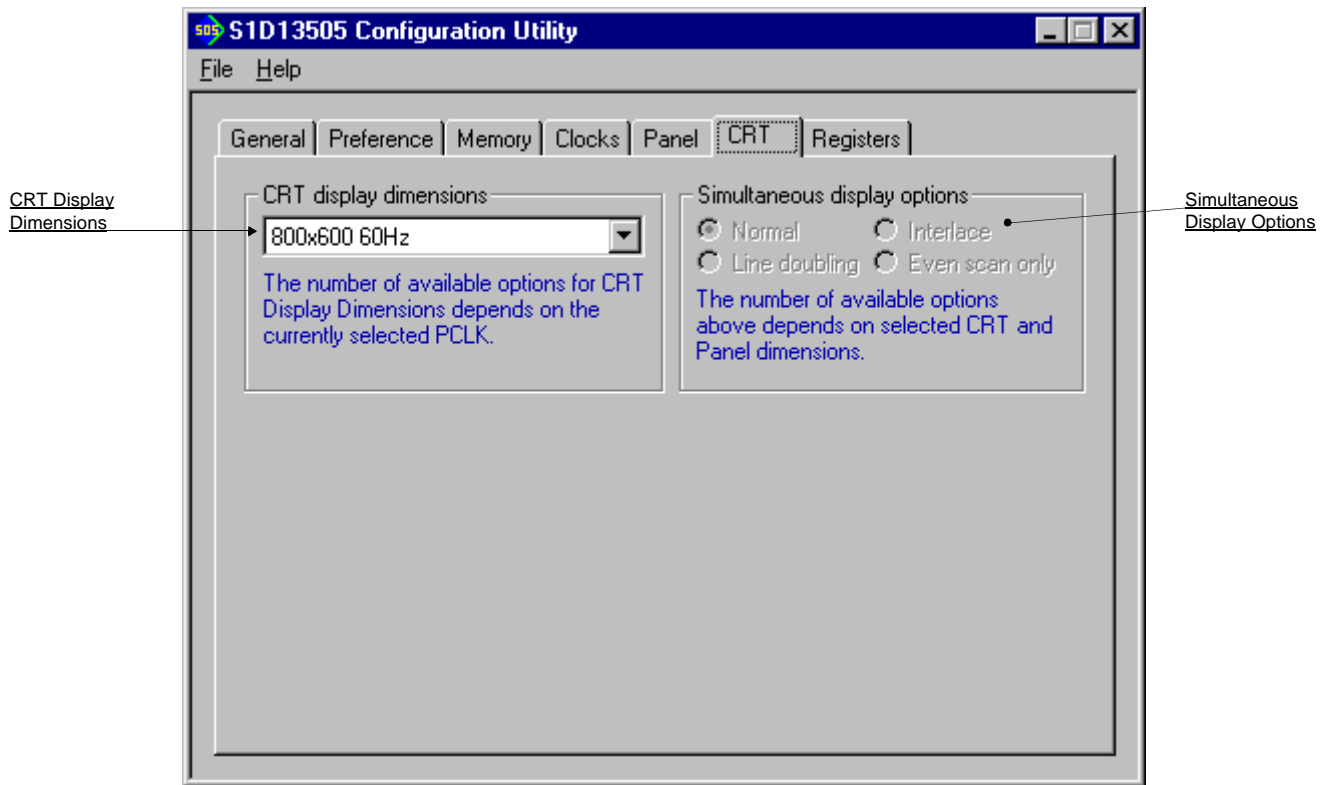 505 S1D13505 Configuration Utility
File Help
General Preference Memory Clocks Panel CRT Registers
CRT Display
Dimensions
CRT display dimensions
800x600 60Hz
The number of available options for CRT
Display Dimensions depends on the
currently selected PCLK.
Simultaneous display options
Normal Interlace
Line doubling Even scan only
The number of available options
above depends on selected CRT and
Panel dimensions.
Simultaneous
Display Options